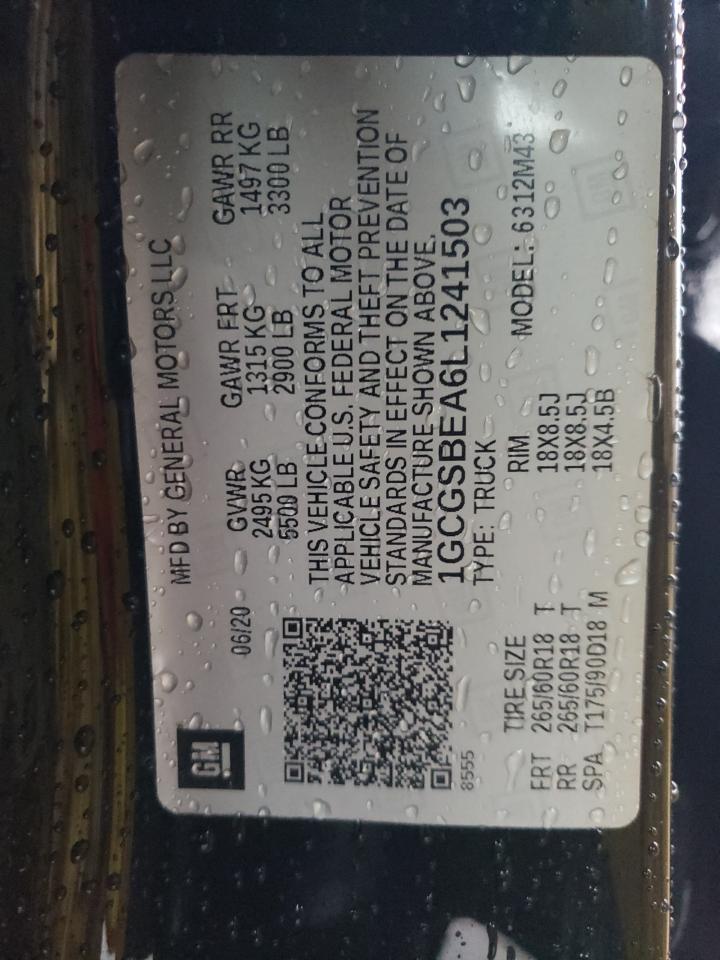 GM
MFD BY GENERAL MOTORS LLC
06/20
GVWR GAWR FRT GAWR RR
2495 KG 1315 KG 1497 KG
5500 LB 2900 LB 3300 LB
THIS VEHICLE CONFORMS TO ALL
APPLICABLE U.S. FEDERAL MOTOR
VEHICLE SAFETY AND THEFT PREVENTION
STANDARDS IN EFFECT ON THE DATE OF
MANUFACTURE SHOWN ABOVE.
1GCGSBEA6L1241503
8555
TYPE: TRUCK
MODEL: 6312M43
TIRE SIZE RIM
FRT 265/60R18 T 18X8.5J
RR 265/60R18 T 18X8.5J
SPA T175/90D18 M 18X4.5B